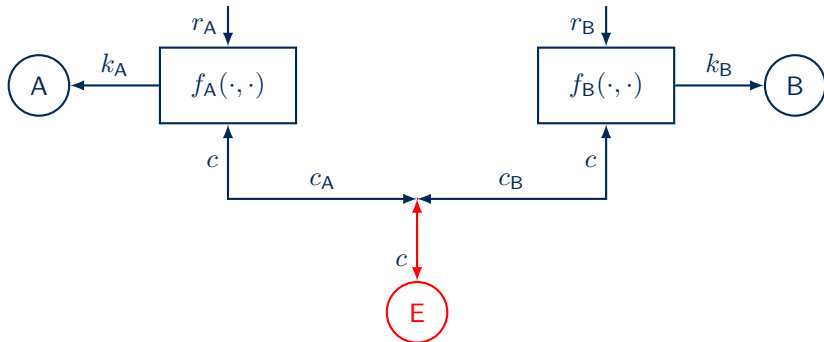 r_A r_B
A k_A f_A(·, ·) f_B(·, ·) k_B B
c c_A c_B c
c
E